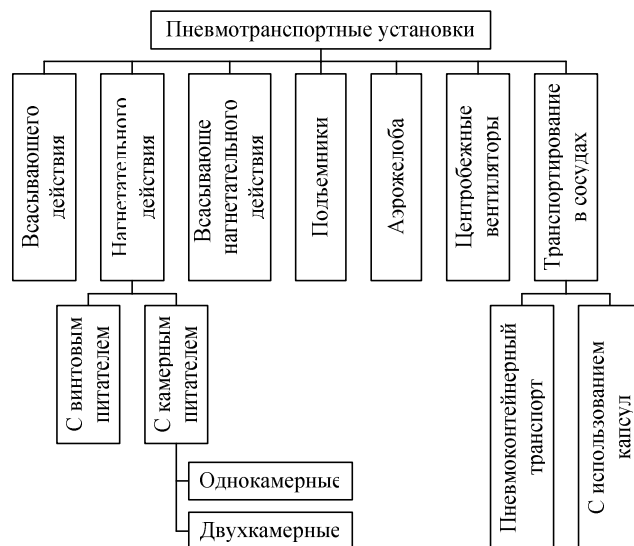 Пневмотранспортные установки
Всасывающего
действия
Нагнетательного
действия
Всасывающе
нагнетательного
действия
Подъемники
Аэрожелоба
Центробежные
вентиляторы
Транспортирование
в сосудах
С винтовым
питателем
С камерным
питателем
Пневмоконтейнерный
транспорт
С использованием
капсул
Однокамерные
Двухкамерные